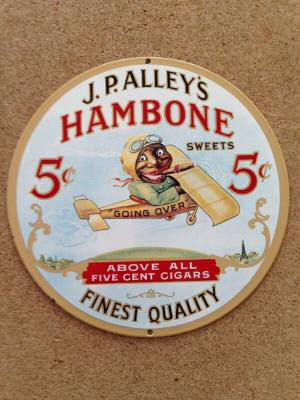 J. P. ALLEY'S
HAMBONE
SWEETS
5¢ 5¢
"GOING OVER"
ABOVE ALL
FIVE CENT CIGARS
FINEST QUALITY